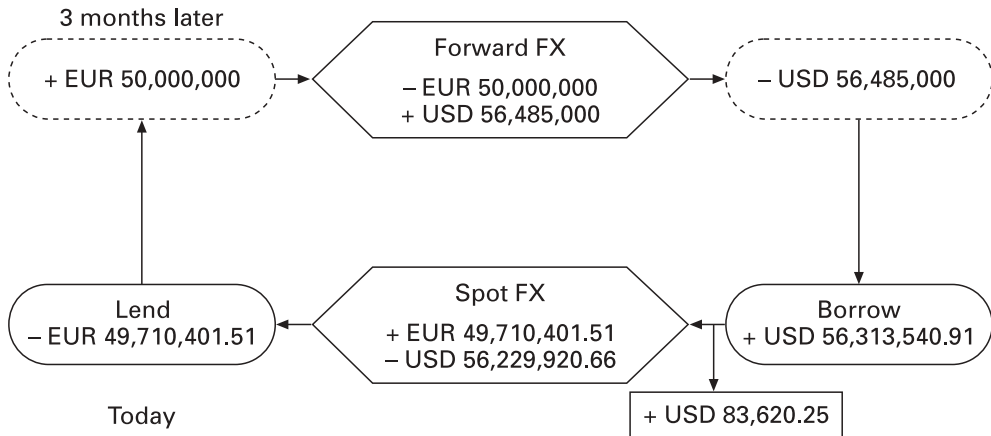 3 months later
+ EUR 50,000,000
Forward FX
– EUR 50,000,000
+ USD 56,485,000
– USD 56,485,000
Lend
– EUR 49,710,401.51
Spot FX
+ EUR 49,710,401.51
– USD 56,229,920.66
Borrow
+ USD 56,313,540.91
Today
+ USD 83,620.25